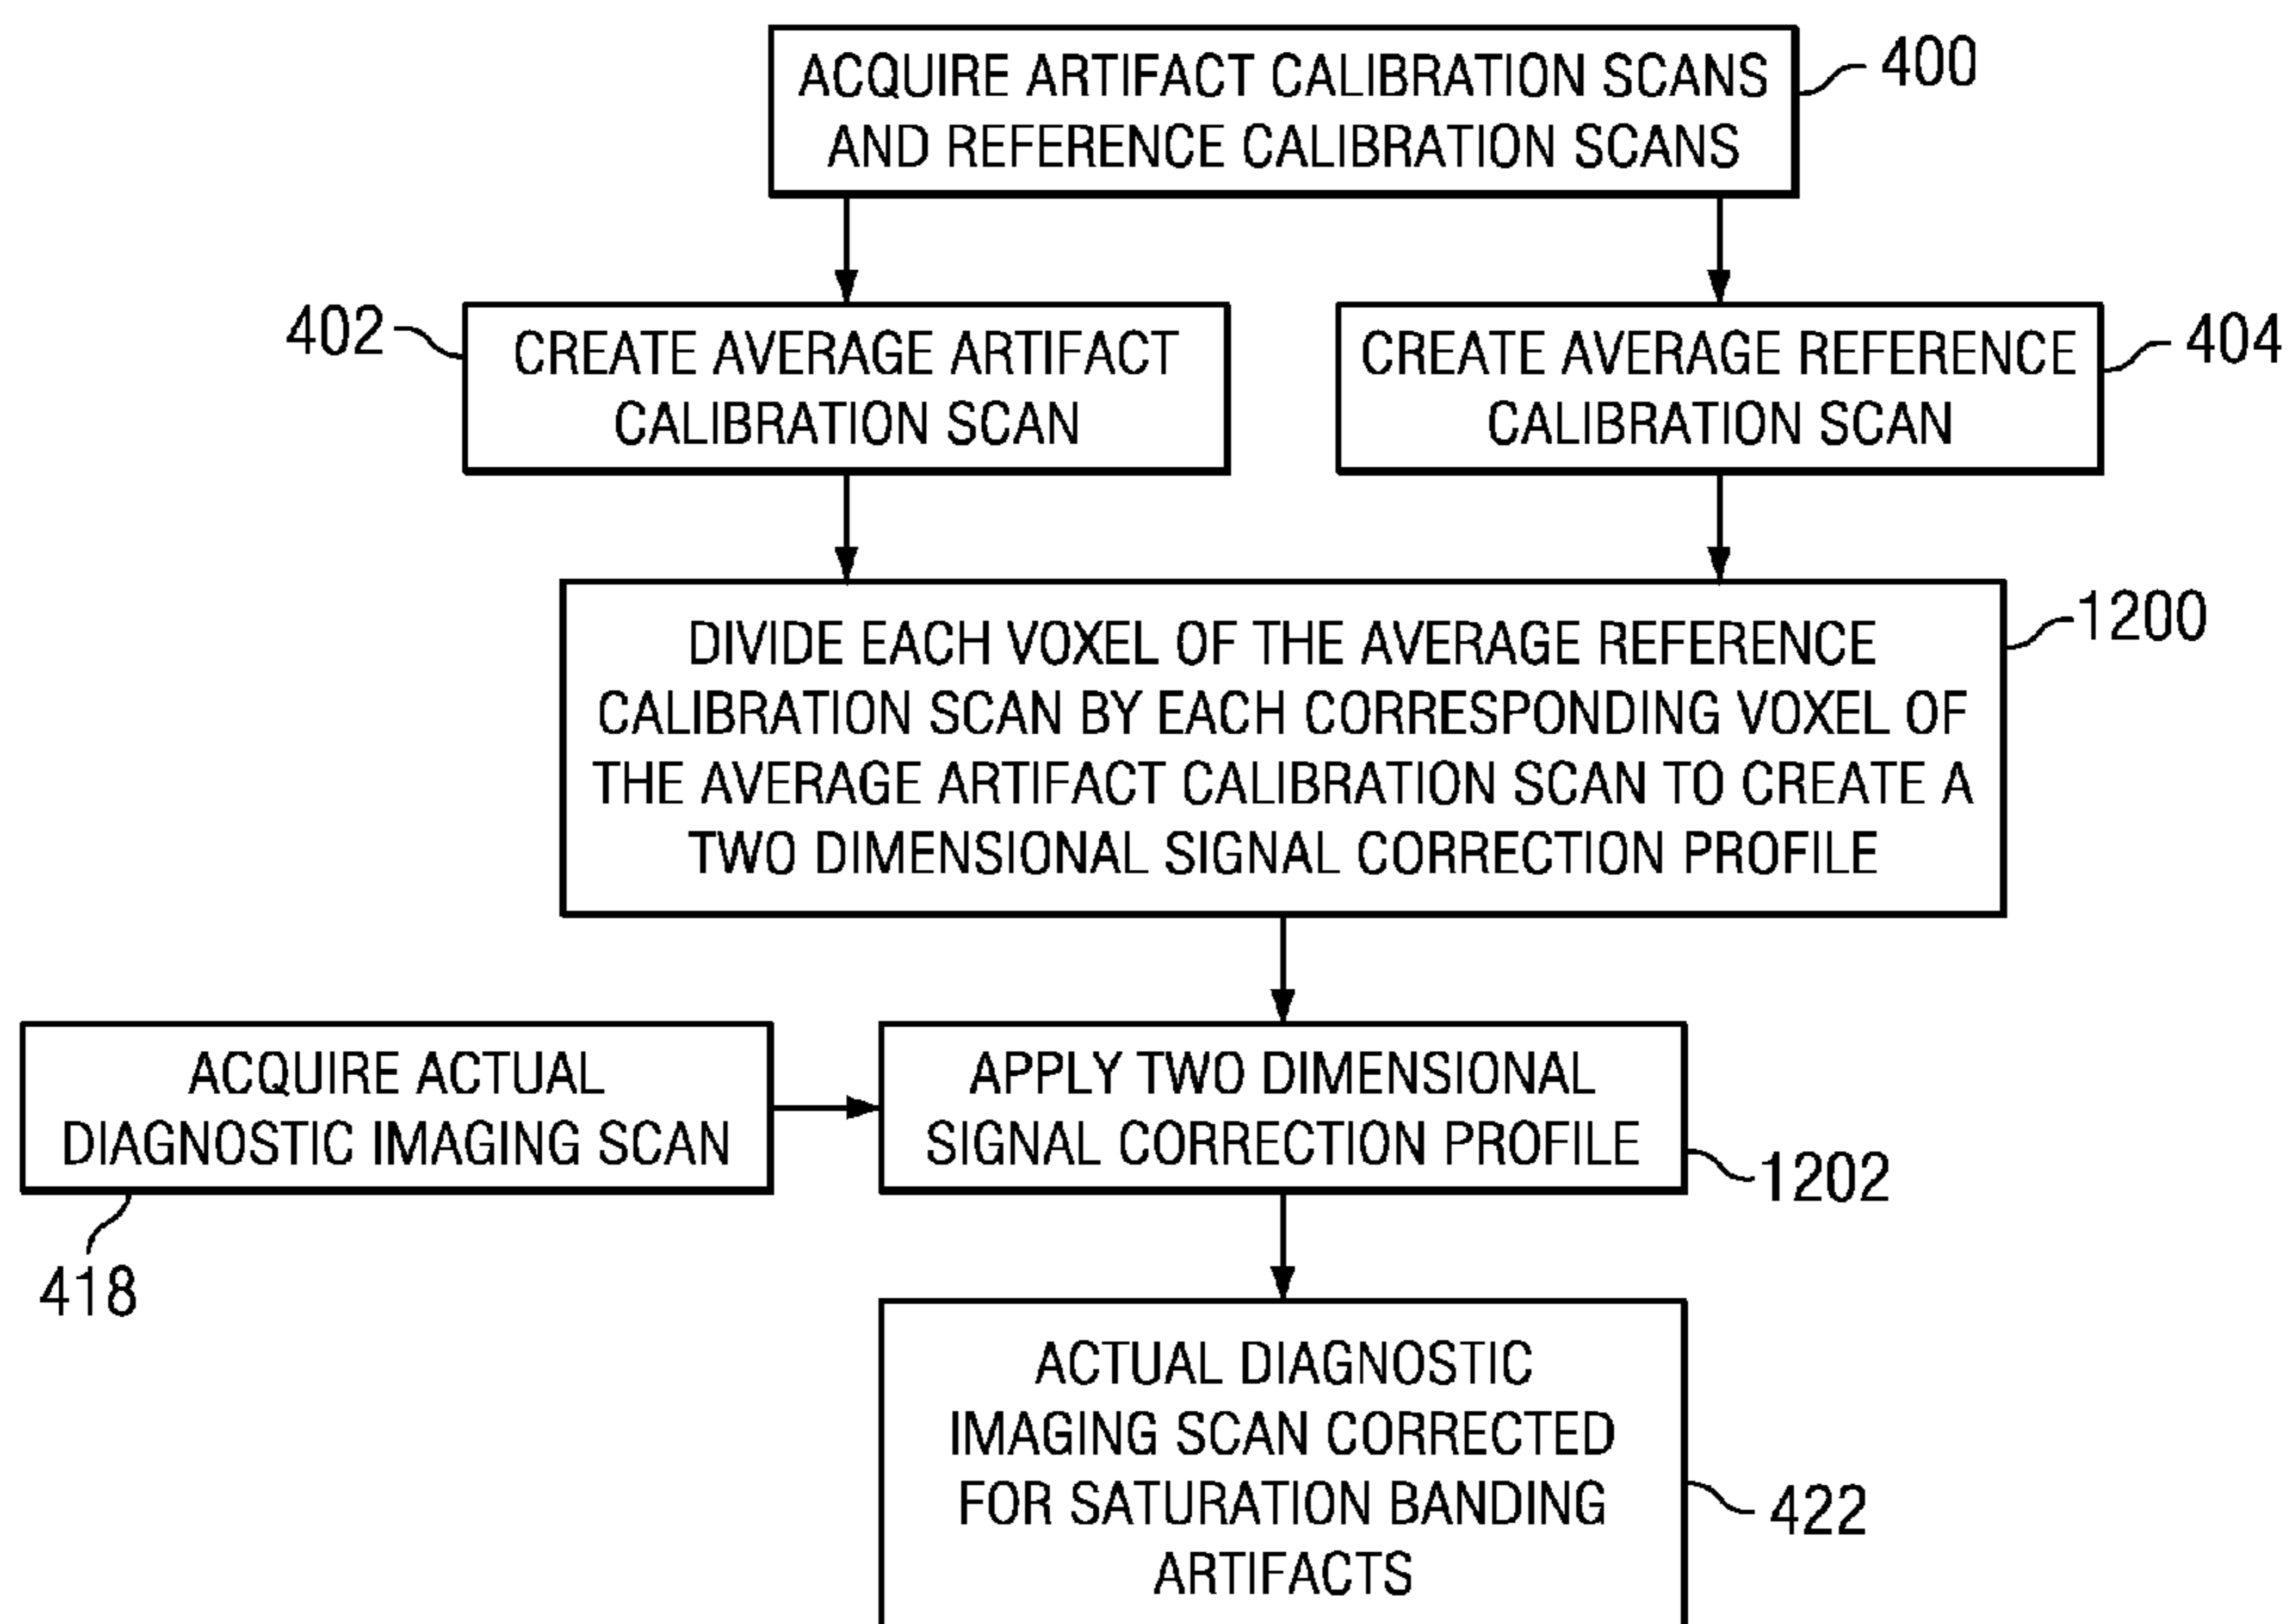 ACQUIRE ARTIFACT CALIBRATION SCANS
AND REFERENCE CALIBRATION SCANS
400
402
CREATE AVERAGE ARTIFACT
CALIBRATION SCAN
CREATE AVERAGE REFERENCE
CALIBRATION SCAN
404
DIVIDE EACH VOXEL OF THE AVERAGE REFERENCE
CALIBRATION SCAN BY EACH CORRESPONDING VOXEL OF
THE AVERAGE ARTIFACT CALIBRATION SCAN TO CREATE A
TWO DIMENSIONAL SIGNAL CORRECTION PROFILE
1200
ACQUIRE ACTUAL
DIAGNOSTIC IMAGING SCAN
418
APPLY TWO DIMENSIONAL
SIGNAL CORRECTION PROFILE
1202
ACTUAL DIAGNOSTIC
IMAGING SCAN CORRECTED
FOR SATURATION BANDING
ARTIFACTS
422